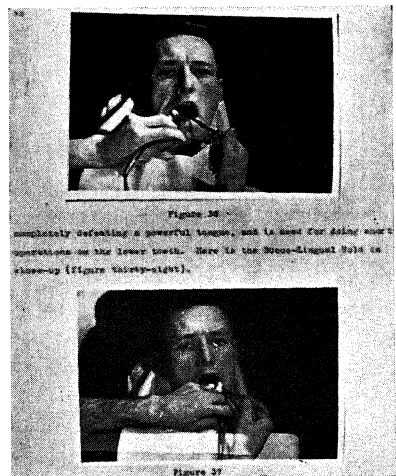 Figure 36
completely defeating a powerful tongue, and is used for doing short
operations on the lower teeth. Here is the Bucco-Lingual Hold in
close-up (figure thirty-eight).
Figure 37